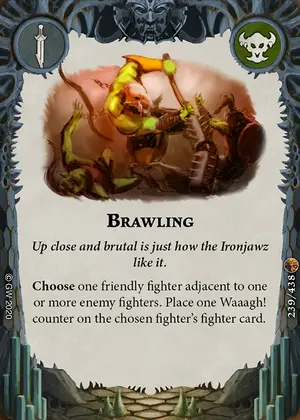 BRAWLING
Up close and brutal is just how the Ironjawz
like it.
Choose one friendly fighter adjacent to one
or more enemy fighters. Place one Waaagh!
counter on the chosen fighter's fighter card.
© GW 2020
239/438